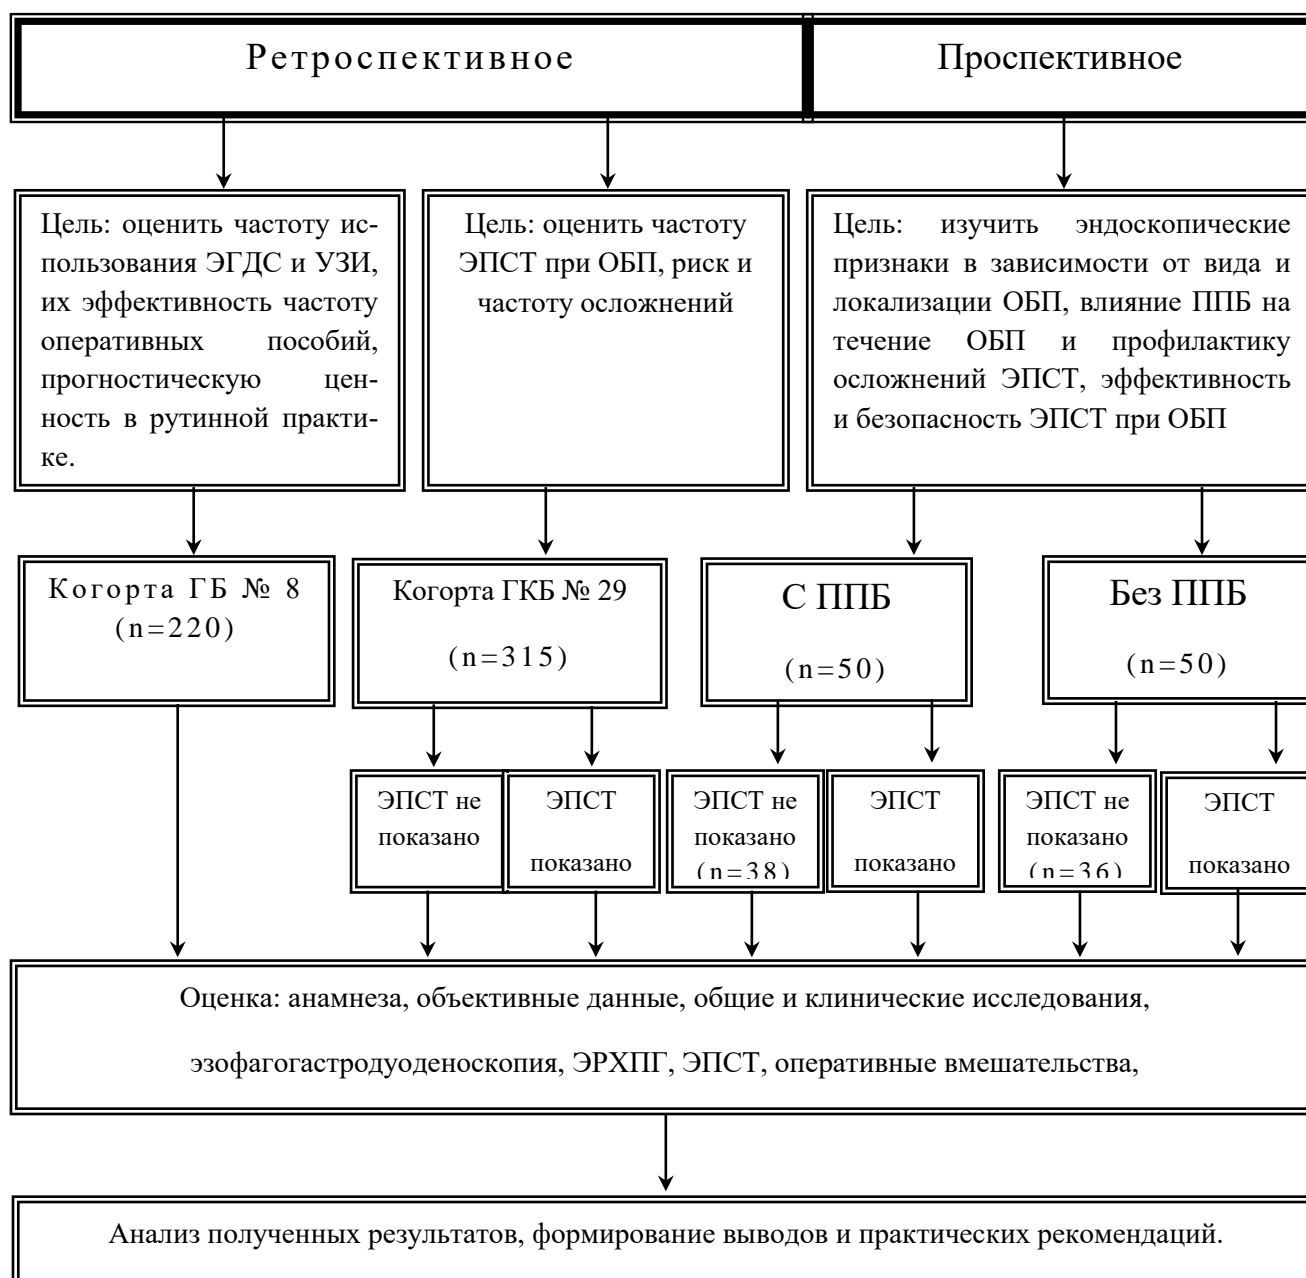 Ретроспективное
Проспективное
Цель: оценить частоту ис-
пользования ЭГДС и УЗИ,
их эффективность частоту
оперативных пособий,
прогностическую цен-
ность в рутинной практи-
ке.
Цель: оценить частоту
ЭПСТ при ОБП, риск и
частоту осложнений
Цель: изучить эндоскопические
признаки в зависимости от вида и
локализации ОБП, влияние ППБ на
течение ОБП и профилактику
осложнений ЭПСТ, эффективность
и безопасность ЭПСТ при ОБП
Когорта ГБ № 8
(n=220)
Когорта ГКБ № 29
(n=315)
С ППБ
(n=50)
Без ППБ
(n=50)
ЭПСТ не
показано
ЭПСТ
показано
ЭПСТ не
показано
(n=38)
ЭПСТ
показано
ЭПСТ не
показано
(n=36)
ЭПСТ
показано
Оценка: анамнеза, объективные данные, общие и клинические исследования,
эзофагогастродуоденоскопия, ЭРХПГ, ЭПСТ, оперативные вмешательства,
Анализ полученных результатов, формирование выводов и практических рекомендаций.